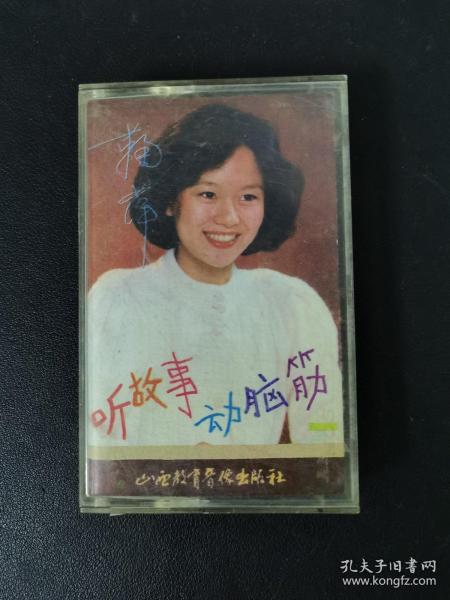 鞠萍
听故事
动脑筋
山西教育音像出版社
孔夫子旧书网
www.kongfz.com